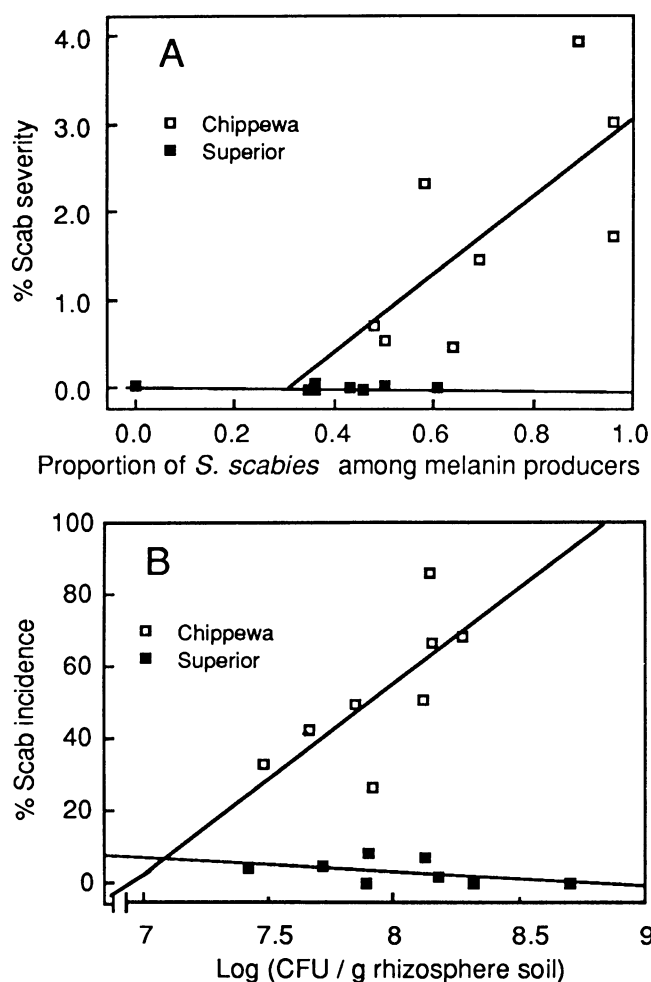 A
4.0
3.0
2.0
1.0
0.0
% Scab severity
Chippewa
Superior
0.0 0.2 0.4 0.6 0.8 1.0
Proportion of S. scabies among melanin producers
B
100
80
60
40
20
0
% Scab incidence
Chippewa
Superior
7 7.5 8 8.5 9
Log (CFU / g rhizosphere soil)